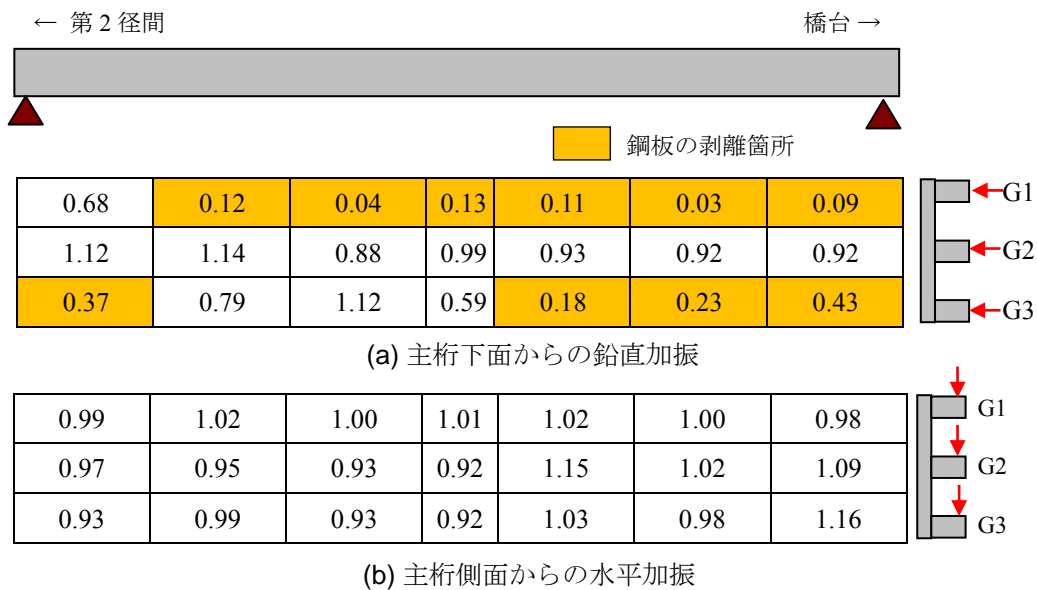 ← 第 2 径間 橋台 →
鋼板の剥離箇所
0.68 0.12 0.04 0.13 0.11 0.03 0.09 G1
1.12 1.14 0.88 0.99 0.93 0.92 0.92 G2
0.37 0.79 1.12 0.59 0.18 0.23 0.43 G3
(a) 主桁下面からの鉛直加振
0.99 1.02 1.00 1.01 1.02 1.00 0.98 G1
0.97 0.95 0.93 0.92 1.15 1.02 1.09 G2
0.93 0.99 0.93 0.92 1.03 0.98 1.16 G3
(b) 主桁側面からの水平加振